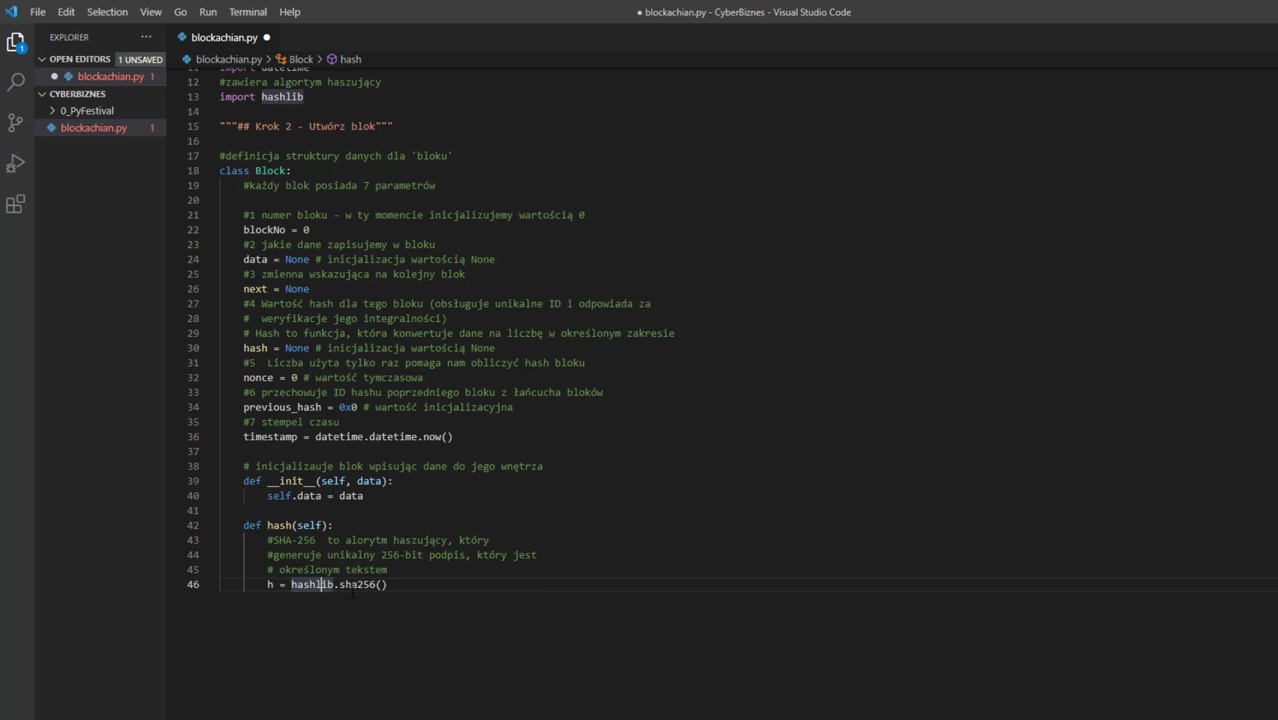 File Edit Selection View Go Run Terminal Help
● blockachian.py - CyberBiznes - Visual Studio Code
EXPLORER ...
blockachian.py ●
OPEN EDITORS 1 UNSAVED
● blockachian.py 1
CYBERBIZNES
0_PyFestival
blockachian.py 1
1
blockachian.py > Block > hash
11 import datetime
12 #zawiera algortym haszujący
13 import hashlib
14
15 """## Krok 2 - Utwórz blok"""
16
17 #definicja struktury danych dla 'bloku'
18 class Block:
19 #każdy blok posiada 7 parametrów
20
21 #1 numer bloku - w ty momencie inicjalizujemy wartością 0
22 blockNo = 0
23 #2 jakie dane zapisujemy w bloku
24 data = None # inicjalizacja wartością None
25 #3 zmienna wskazująca na kolejny blok
26 next = None
27 #4 Wartość hash dla tego bloku (obsługuje unikalne ID i odpowiada za
28 #  weryfikacje jego integralności)
29 # Hash to funkcja, która konwertuje dane na liczbę w określonym zakresie
30 hash = None # inicjalizacja wartością None
31 #5  Liczba użyta tylko raz pomaga nam obliczyć hash bloku
32 nonce = 0 # wartość tymczasowa
33 #6 przechowuje ID hashu poprzedniego bloku z łańcucha bloków
34 previous_hash = 0x0 # wartość inicjalizacyjna
35 #7 stempel czasu
36 timestamp = datetime.datetime.now()
37
38 # inicjalizauje blok wpisując dane do jego wnętrza
39 def __init__(self, data):
40 self.data = data
41
42 def hash(self):
43 #SHA-256  to alorytm haszujący, który
44 #generuje unikalny 256-bit podpis, który jest
45 # określonym tekstem
46 h = hashlib.sha256()